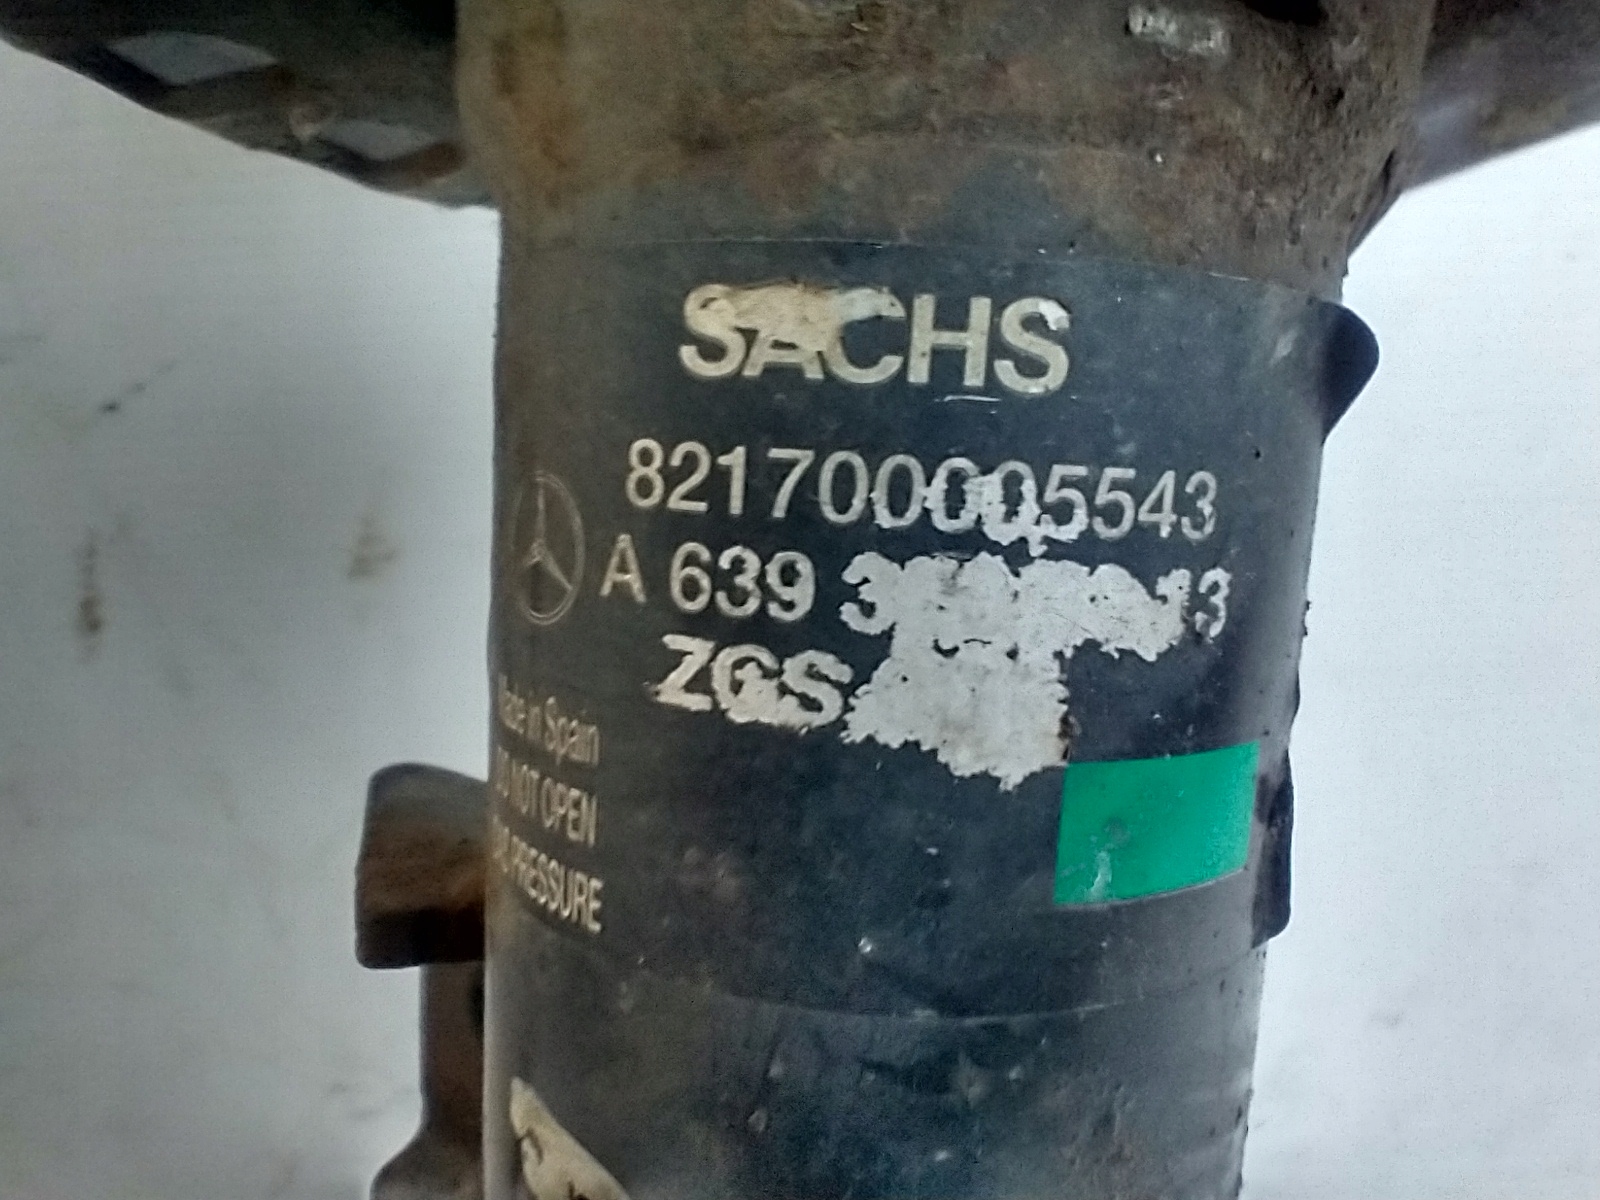 SACHS
821700005543
A 639
ZGS
Made in Spain
DO NOT OPEN
PRESSURE